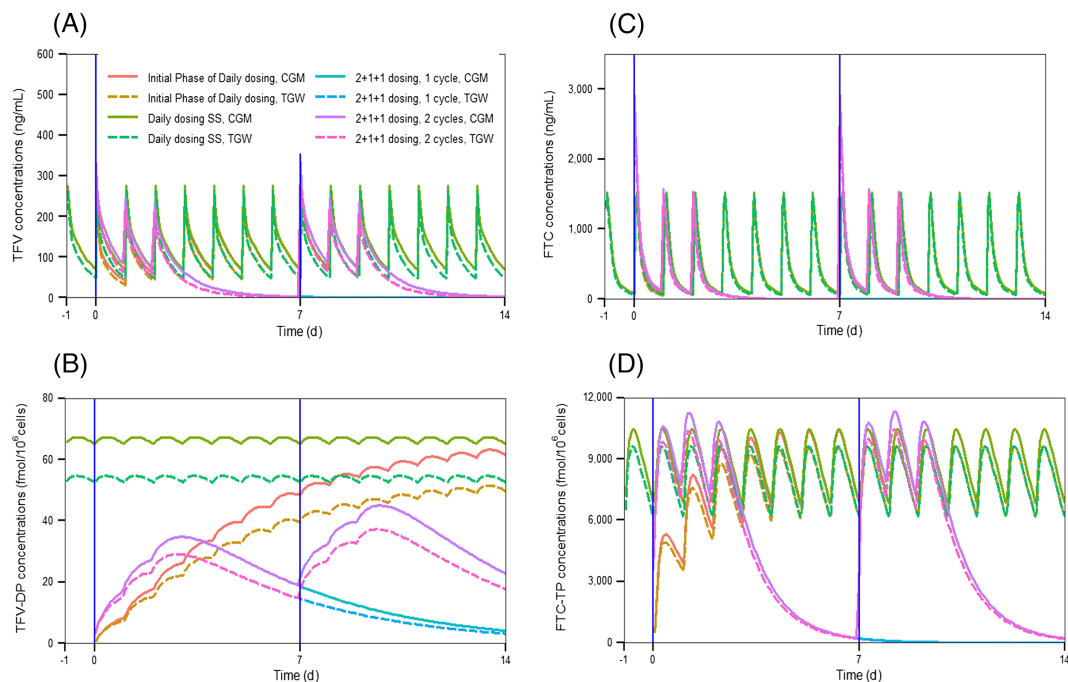 (A)
TFV concentrations (ng/mL)
600
500
400
300
200
100
0
Initial Phase of Daily dosing, CGM
Initial Phase of Daily dosing, TGW
Daily dosing SS, CGM
Daily dosing SS, TGW
2+1+1 dosing, 1 cycle, CGM
2+1+1 dosing, 1 cycle, TGW
2+1+1 dosing, 2 cycles, CGM
2+1+1 dosing, 2 cycles, TGW
-1 0 7 14
Time (d)
(C)
FTC concentrations (ng/mL)
3,000
2,000
1,000
0
-1 0 7 14
Time (d)
(B)
TFV-DP concentrations (fmol/10⁶cells)
80
60
40
20
0
-1 0 7 14
Time (d)
(D)
FTC-TP concentrations (fmol/10⁶cells)
12,000
9,000
6,000
3,000
0
-1 0 7 14
Time (d)